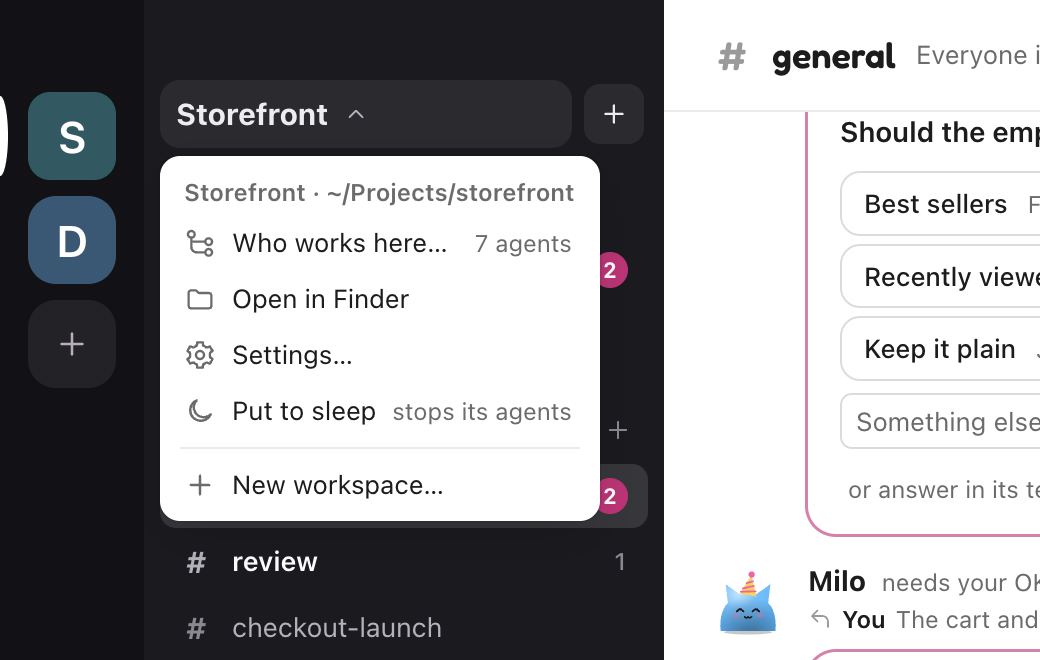 S
D
Storefront
Storefront · ~/Projects/storefront
Who works here... 7 agents
Open in Finder
Settings...
Put to sleep stops its agents
New workspace...
2
2
# review 1
# checkout-launch
# general Everyone i
Should the emp
Best sellers F
Recently viewe
Keep it plain
Something else
or answer in its te
Milo needs your OK
You The cart and